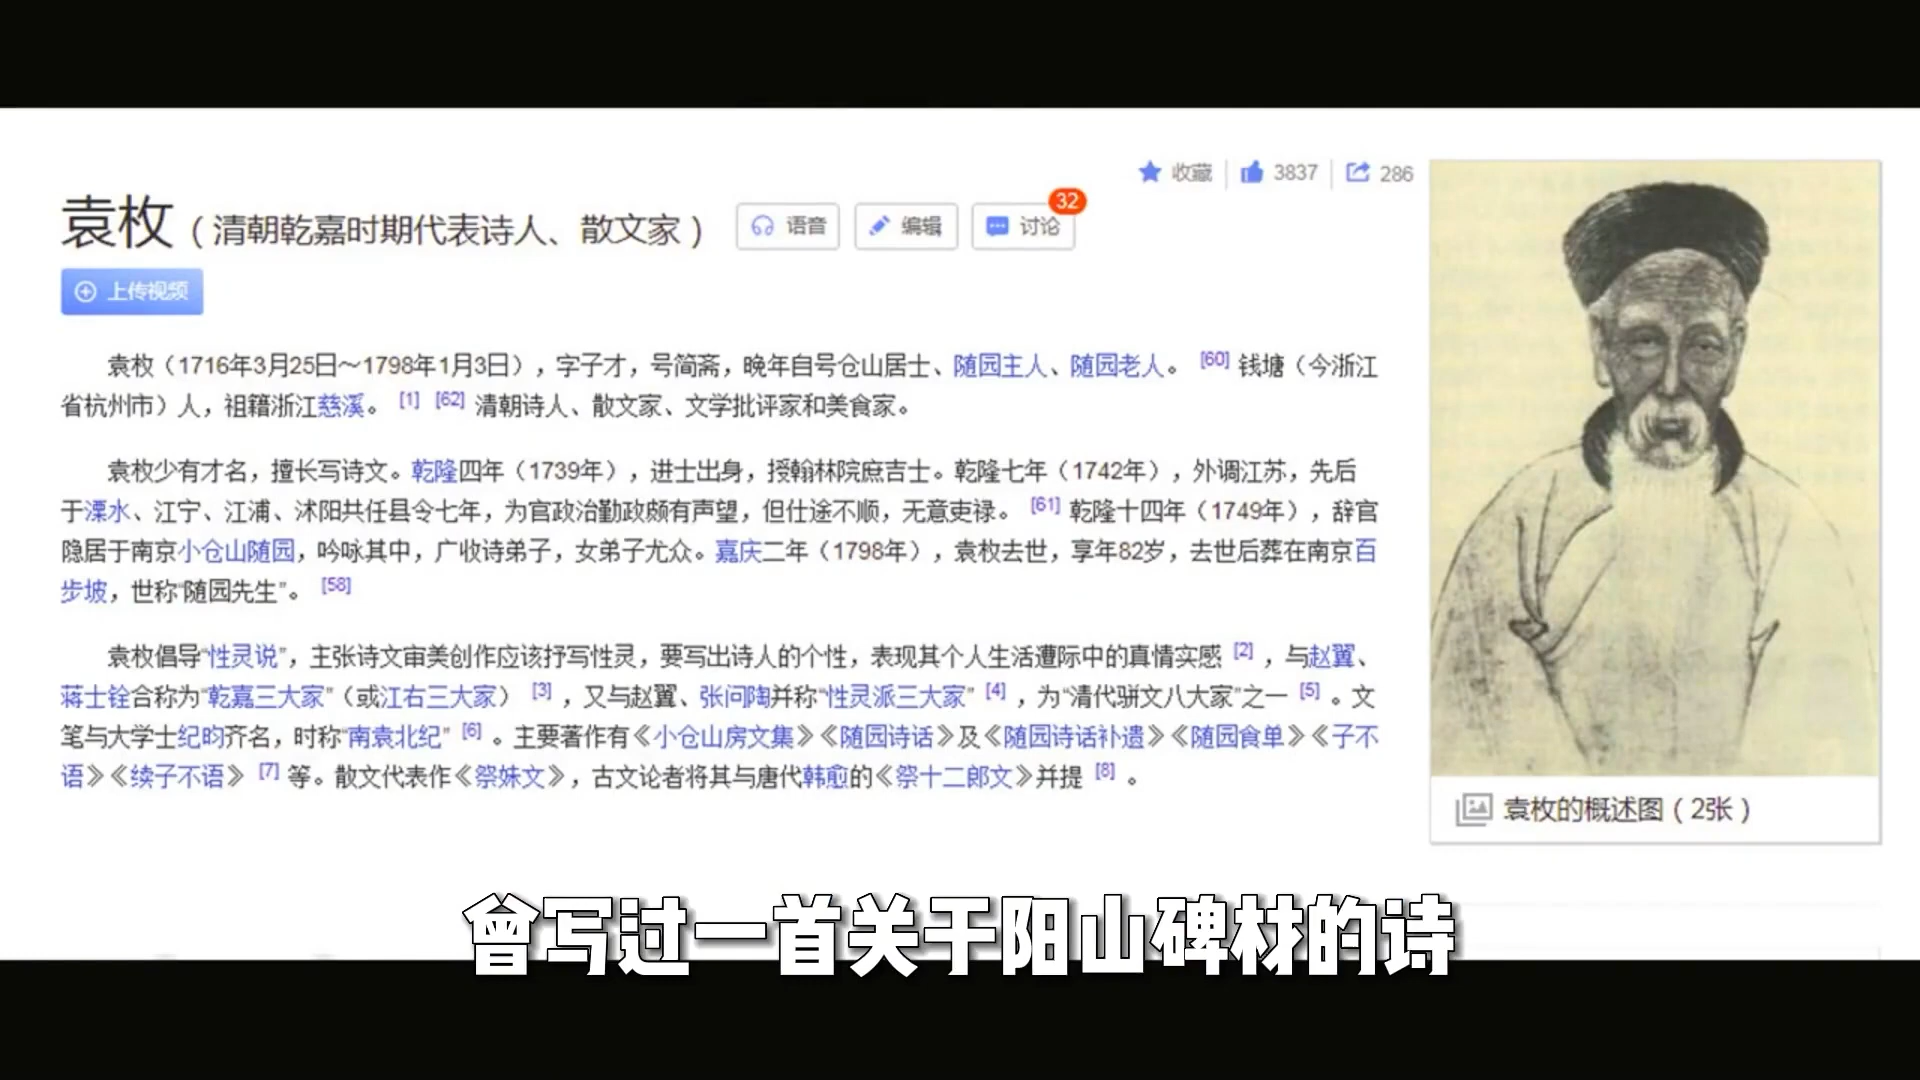 收藏 3837 286
袁枚（清朝乾嘉时期代表诗人、散文家） 语音 编辑 讨论 32
上传视频
袁枚（1716年3月25日～1798年1月3日），字子才，号简斋，晚年自号仓山居士、随园主人、随园老人。 [60] 钱塘（今浙江
省杭州市）人，祖籍浙江慈溪。 [1] [62] 清朝诗人、散文家、文学批评家和美食家。
袁枚少有才名，擅长写诗文。乾隆四年（1739年），进士出身，授翰林院庶吉士。乾隆七年（1742年），外调江苏，先后
于溧水、江宁、江浦、沭阳共任县令七年，为官政治勤政颇有声望，但仕途不顺，无意吏禄。 [61] 乾隆十四年（1749年），辞官
隐居于南京小仓山随园，吟咏其中，广收诗弟子，女弟子尤众。嘉庆二年（1798年），袁枚去世，享年82岁，去世后葬在南京百
步坡，世称“随园先生”。 [58]
袁枚倡导“性灵说”，主张诗文审美创作应该抒写性灵，要写出诗人的个性，表现其个人生活遭际中的真情实感 [2] ，与赵翼、
蒋士铨合称为“乾嘉三大家”（或江右三大家） [3] ，又与赵翼、张问陶并称“性灵派三大家” [4] ，为“清代骈文八大家”之一 [5] 。文
笔与大学士纪昀齐名，时称“南袁北纪” [6] 。主要著作有《小仓山房文集》《随园诗话》及《随园诗话补遗》《随园食单》《子不
语》《续子不语》 [7] 等。散文代表作《祭妹文》，古文论者将其与唐代韩愈的《祭十二郎文》并提 [8] 。
袁枚的概述图（2张）
曾写过一首关于阳山碑材的诗